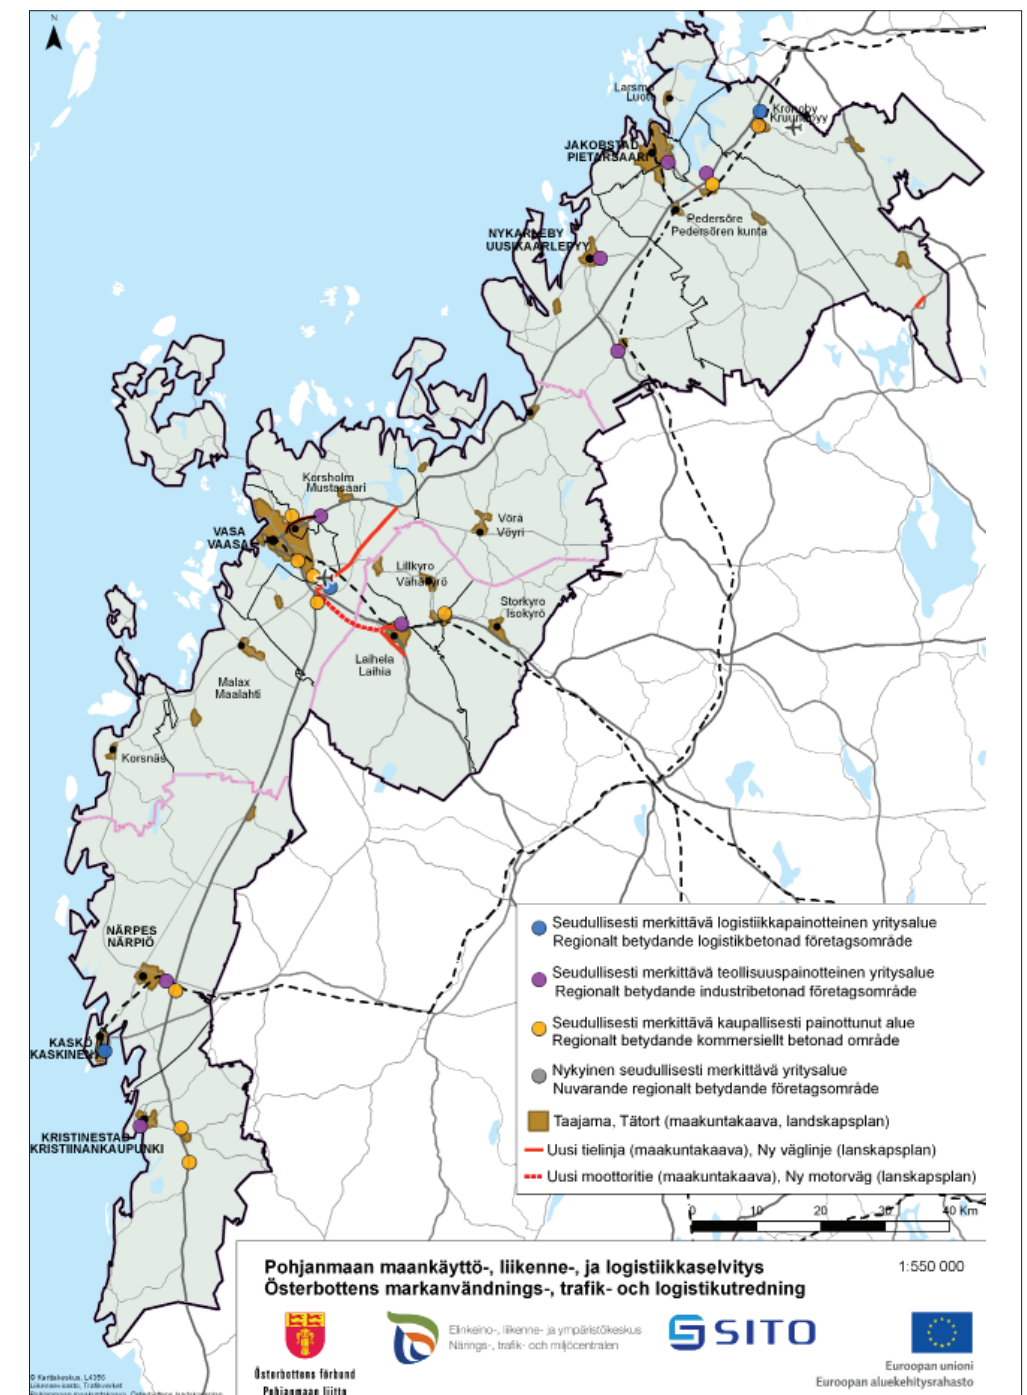 N
Larsmo
Luoto
Kronoby
Kruunupyy
JAKOBSTAD
PIETARSAARI
Pedersöre
Pedersören kunta
NYKARLEBY
UUSIKAARLEPYY
Korsholm
Mustasaari
Vörå
Vöyri
VASA
VAASA
Lillkyro
Vähäkyrö
Storkyro
Isokyrö
Laihela
Laihia
Malax
Maalahti
Korsnäs
NÄRPES
NÄRPIÖ
KASKÖ
KASKINEN
KRISTINESTAD
KRISTIINANKAUPUNKI
Seudullisesti merkittävä logistiikkapainotteinen yritysalue
Regionalt betydande logistikbetonad företagsområde
Seudullisesti merkittävä teollisuuspainotteinen yritysalue
Regionalt betydande industribetonad företagsområde
Seudullisesti merkittävä kaupallisesti painottunut alue
Regionalt betydande kommersiellt betonad område
Nykyinen seudullisesti merkittävä yritysalue
Nuvarande regionalt betydande företagsområde
Taajama, Tätort (maakuntakaava, landskapsplan)
Uusi tielinja (maakuntakaava), Ny väglinje (lanskapsplan)
Uusi moottoritie (maakuntakaava), Ny motorväg (lanskapsplan)
0 10 20 30 40 Km
Pohjanmaan maankäyttö-, liikenne-, ja logistiikkaselvitys
1:550 000
Österbottens markanvändnings-, trafik- och logistikutredning
Elinkeino-, liikenne- ja ympäristökeskus
Närings-, trafik- och miljöcentralen
SITO
Österbottens förbund
Pohjanmaan liitto
Euroopan unioni
Euroopan aluekehitysrahasto
© Karttakeskus, L4356
Liikennevirasto, Trafikverket